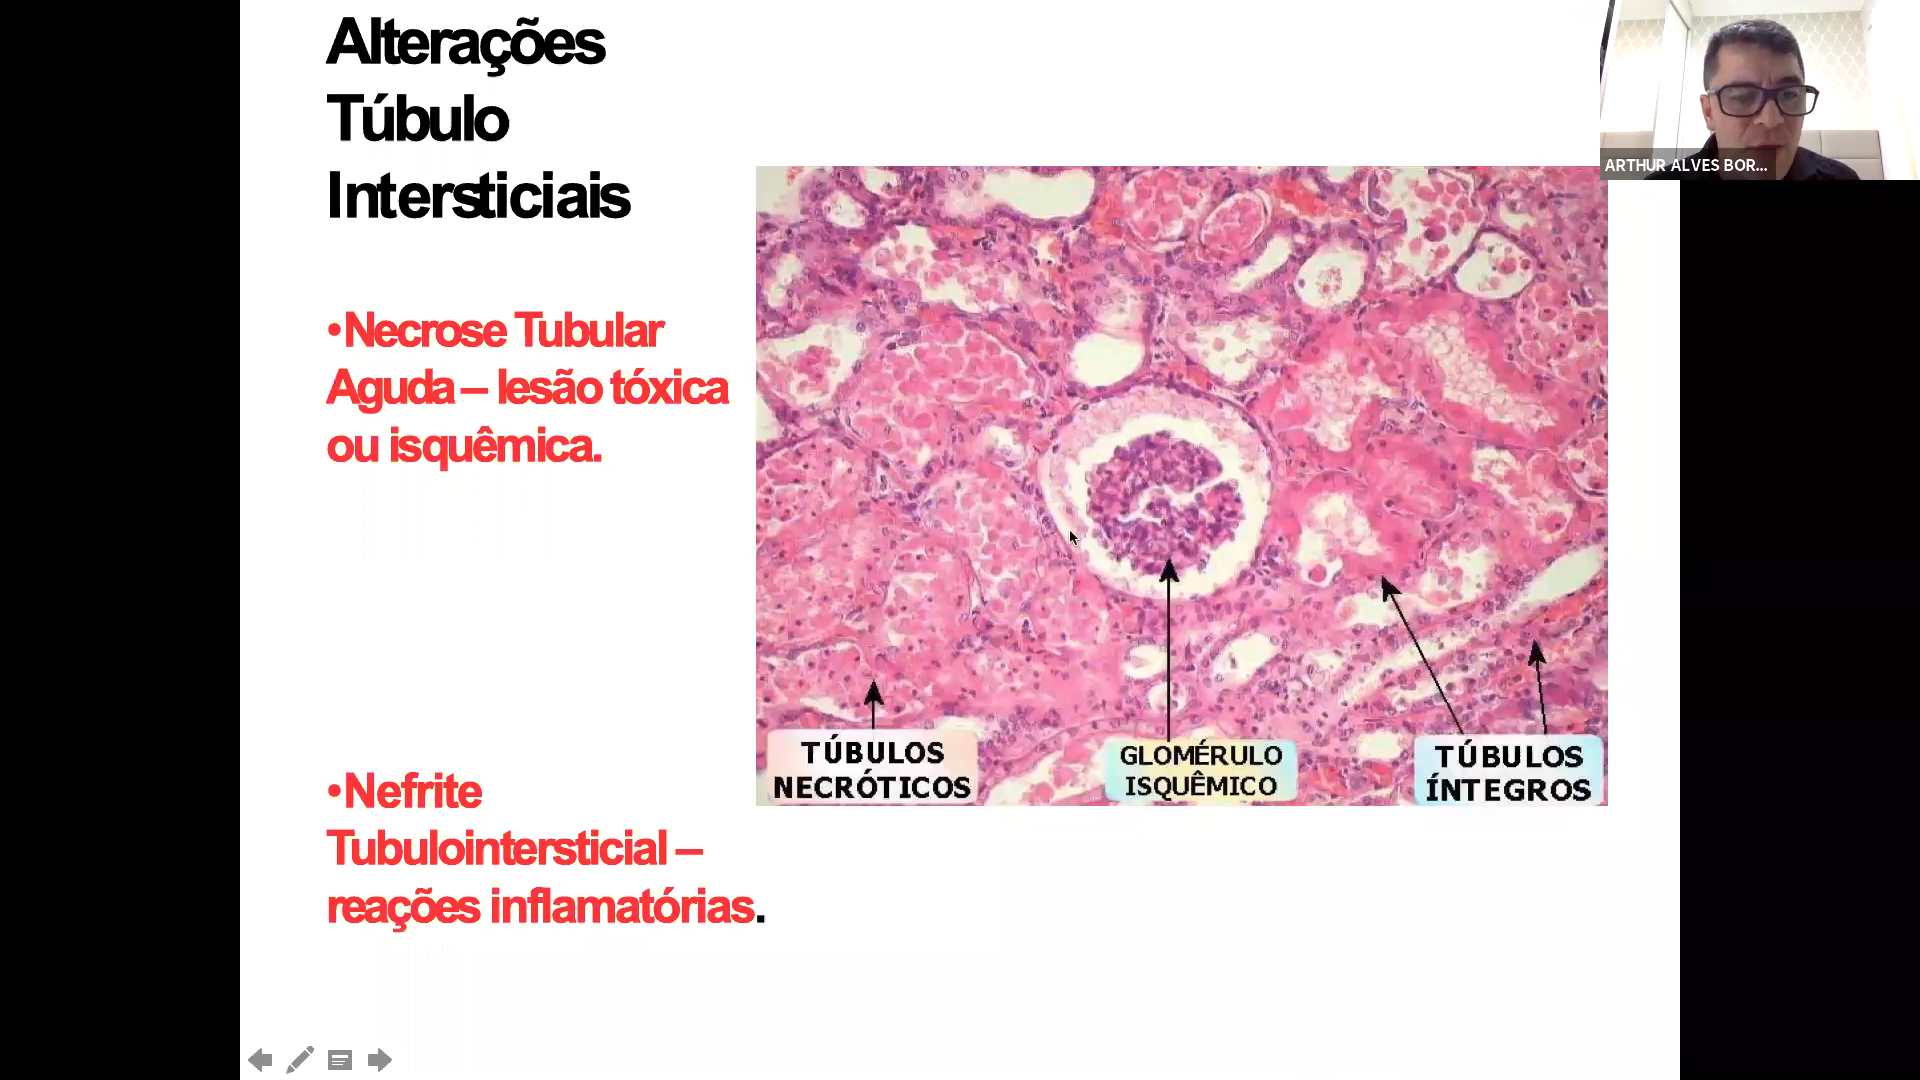 Alterações
Túbulo
Intersticiais
•Necrose Tubular
Aguda – lesão tóxica
ou isquêmica.
•Nefrite
Tubulointersticial –
reações inflamatórias.
TÚBULOS
NECRÓTICOS
GLOMÉRULO
ISQUÊMICO
TÚBULOS
ÍNTEGROS
ARTHUR ALVES BOR...